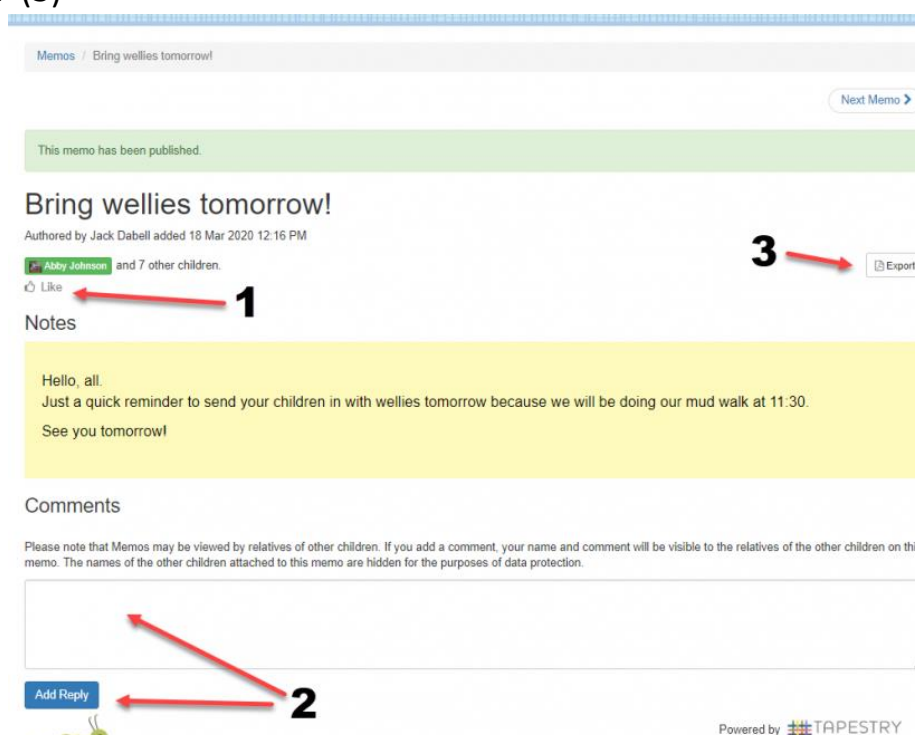 (3)
Memos / Bring wellies tomorrow!
Next Memo
This memo has been published.
Bring wellies tomorrow!
Authored by Jack Dabell added 18 Mar 2020 12:16 PM
3
Abby Johnson and 7 other children.
Export
Like
1
Notes
Hello, all.
Just a quick reminder to send your children in with wellies tomorrow because we will be doing our mud walk at 11:30.
See you tomorrow!
Comments
Please note that Memos may be viewed by relatives of other children. If you add a comment, your name and comment will be visible to the relatives of the other children on thi
memo. The names of the other children attached to this memo are hidden for the purposes of data protection.
Add Reply
2
Powered by TAPESTRY